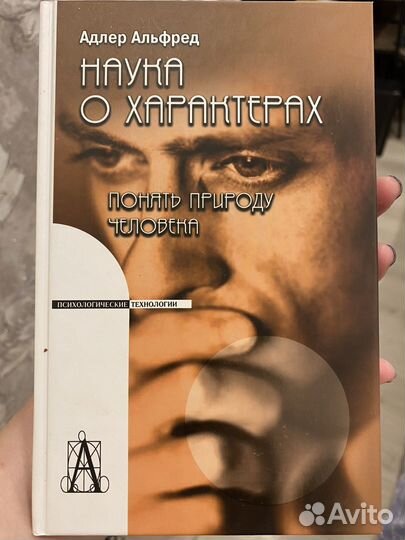 Адлер Альфред
НАУКА
О ХАРАКТЕРАХ
ПОНЯТЬ ПРИРОДУ
ЧЕЛОВЕКА
ПСИХОЛОГИЧЕСКИЕ ТЕХНОЛОГИИ
А
Avito